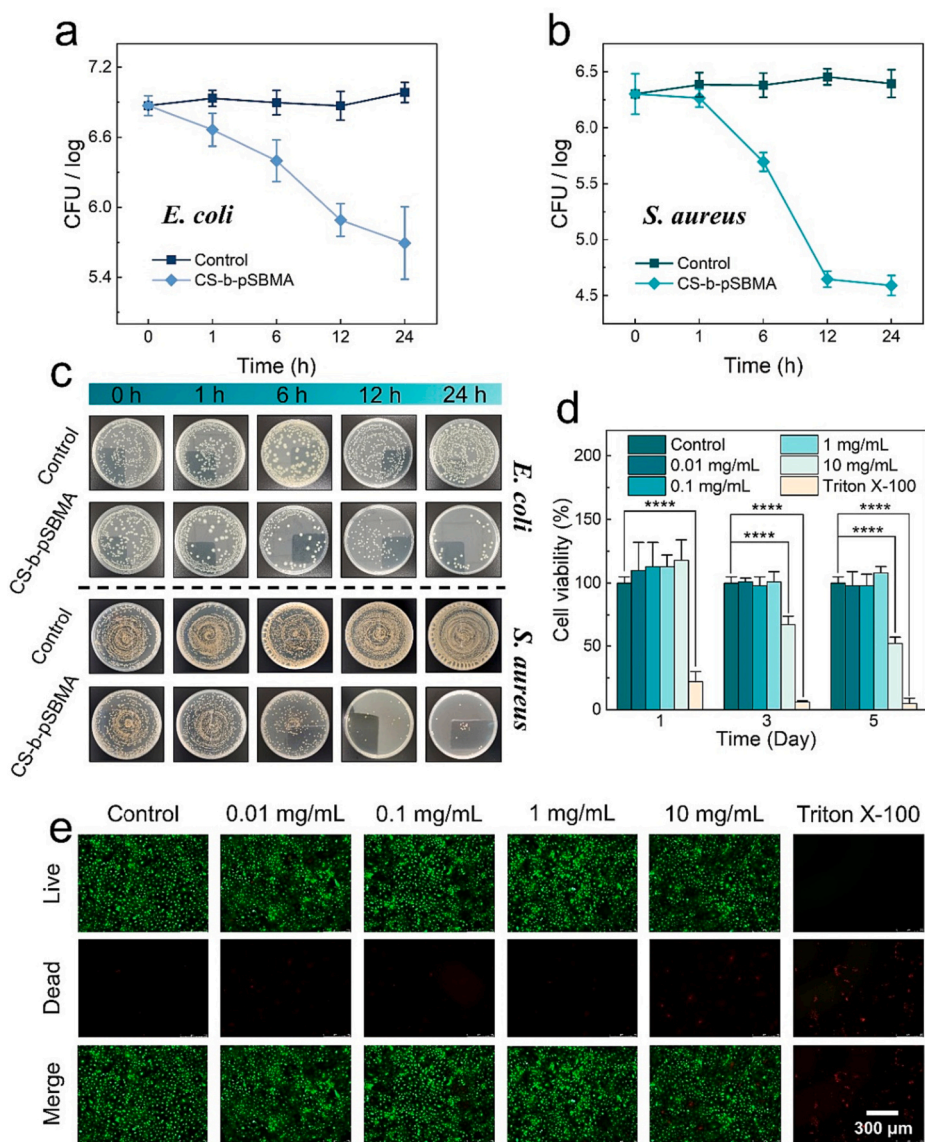 a
7.2
6.6
6.0
5.4
CFU / log
E. coli
Control
CS-b-pSBMA
0 1 6 12 24
Time (h)
b
6.5
6.0
5.5
5.0
4.5
CFU / log
S. aureus
Control
CS-b-pSBMA
0 1 6 12 24
Time (h)
c
0 h 1 h 6 h 12 h 24 h
Control
CS-b-pSBMA
E. coli
Control
CS-b-pSBMA
S. aureus
d
Control 1 mg/mL
0.01 mg/mL 10 mg/mL
0.1 mg/mL Triton X-100
200
150
100
50
0
Cell viability (%)
****
****
****
****
****
1 3 5
Time (Day)
e
Control 0.01 mg/mL 0.1 mg/mL 1 mg/mL 10 mg/mL Triton X-100
Live
Dead
Merge
300 μm